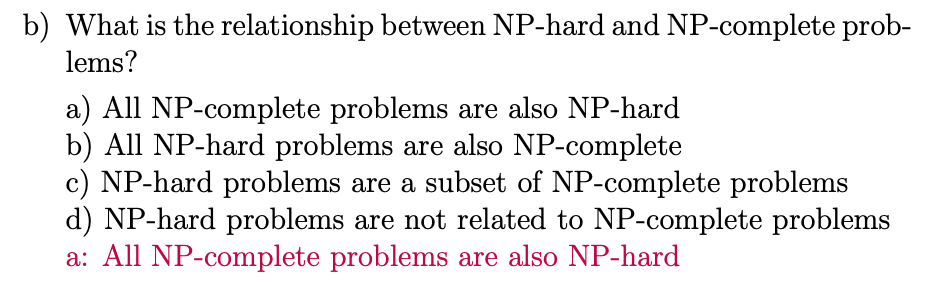 b) What is the relationship between NP-hard and NP-complete prob-
lems?
a) All NP-complete problems are also NP-hard
b) All NP-hard problems are also NP-complete
c) NP-hard problems are a subset of NP-complete problems
d) NP-hard problems are not related to NP-complete problems
a: All NP-complete problems are also NP-hard